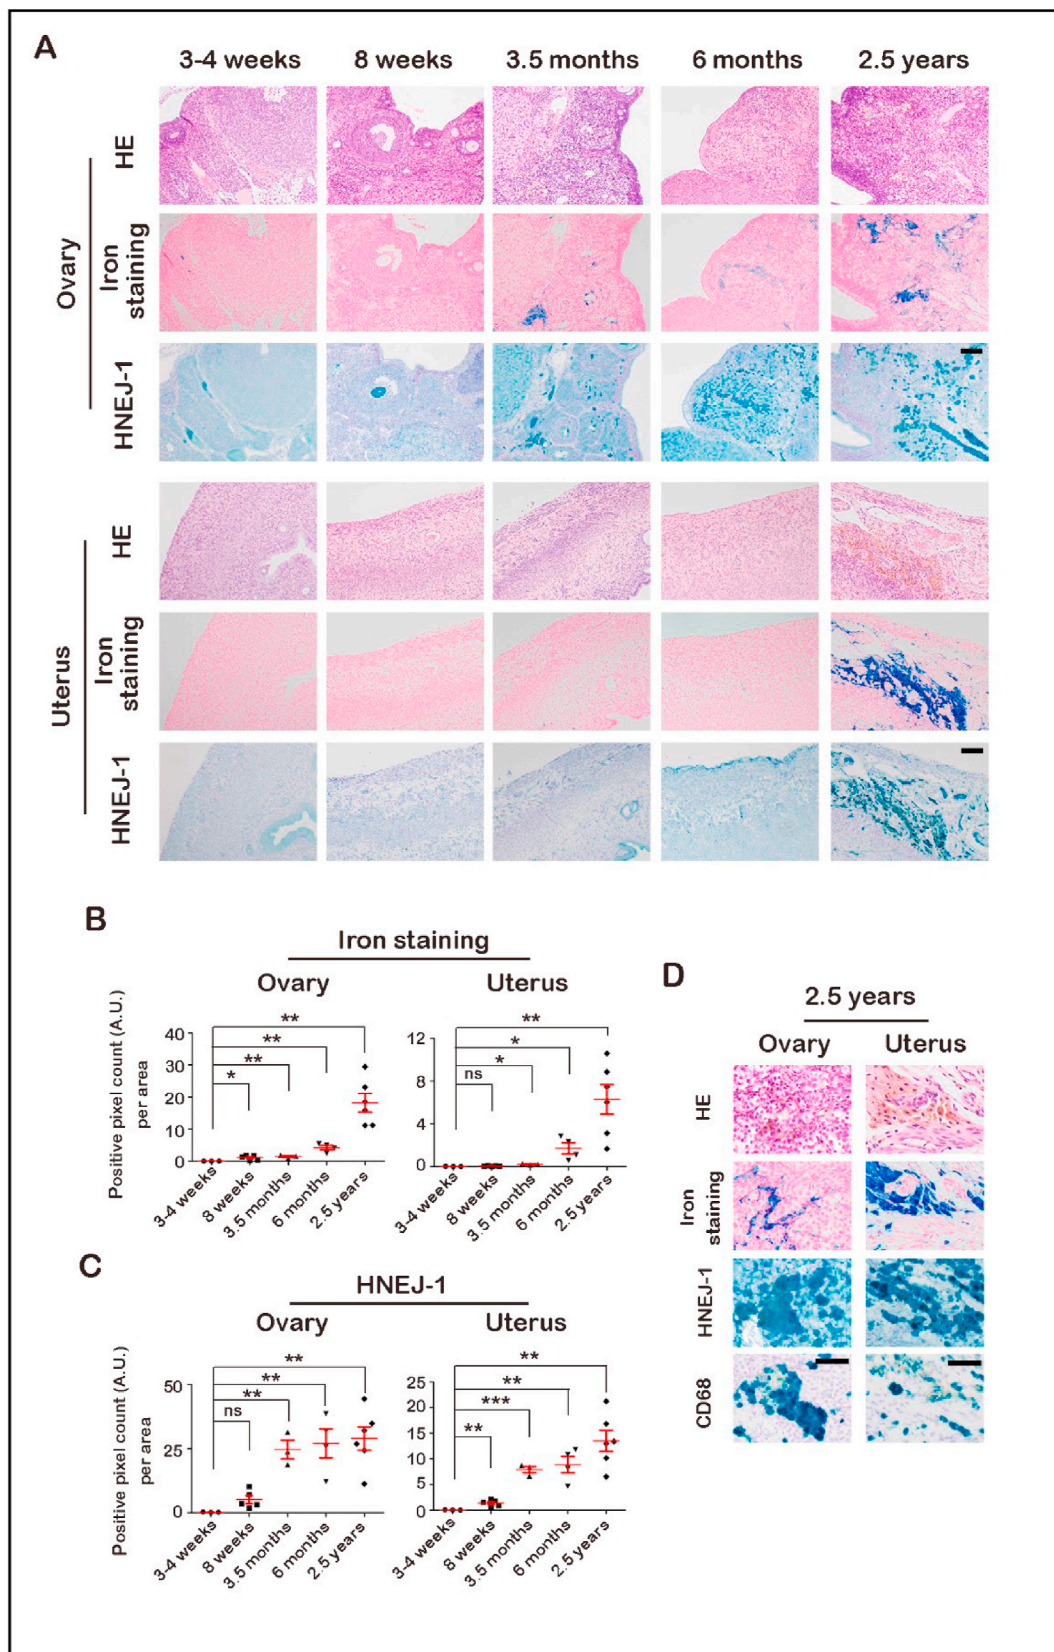 A
3-4 weeks 8 weeks 3.5 months 6 months 2.5 years
Ovary
HE
Iron
staining
HNEJ-1
Uterus
HE
Iron
staining
HNEJ-1
B
Iron staining
Ovary Uterus
Positive pixel count (A.U.)
per area
40
30
20
10
0
*
**
**
**
3-4 weeks
8 weeks
3.5 months
6 months
2.5 years
12
8
4
0
ns
*
*
**
3-4 weeks
8 weeks
3.5 months
6 months
2.5 years
C
HNEJ-1
Ovary Uterus
Positive pixel count (A.U.)
per area
50
25
0
ns
**
**
**
3-4 weeks
8 weeks
3.5 months
6 months
2.5 years
25
20
15
10
5
0
**
***
**
**
3-4 weeks
8 weeks
3.5 months
6 months
2.5 years
D
2.5 years
Ovary Uterus
HE
Iron
staining
HNEJ-1
CD68